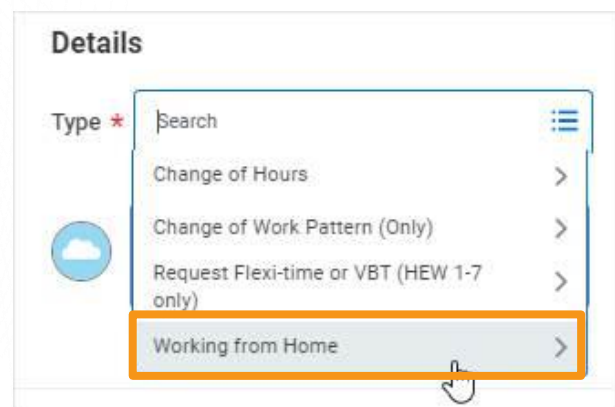 Details
Type *
Search
Change of Hours
Change of Work Pattern (Only)
Request Flexi-time or VBT (HEW 1-7
only)
Working from Home